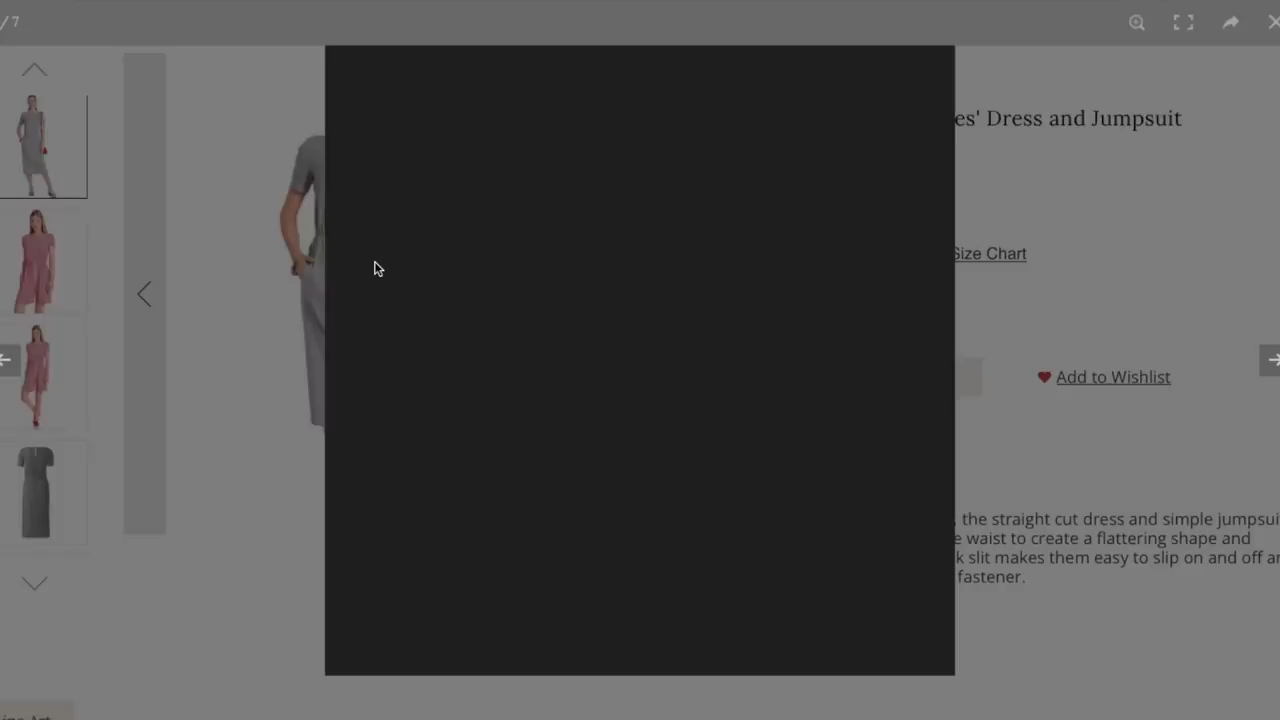 / 7
es' Dress and Jumpsuit
Size Chart
Add to Wishlist
, the straight cut dress and simple jumpsui
e waist to create a flattering shape and
k slit makes them easy to slip on and off a
fastener.
Art